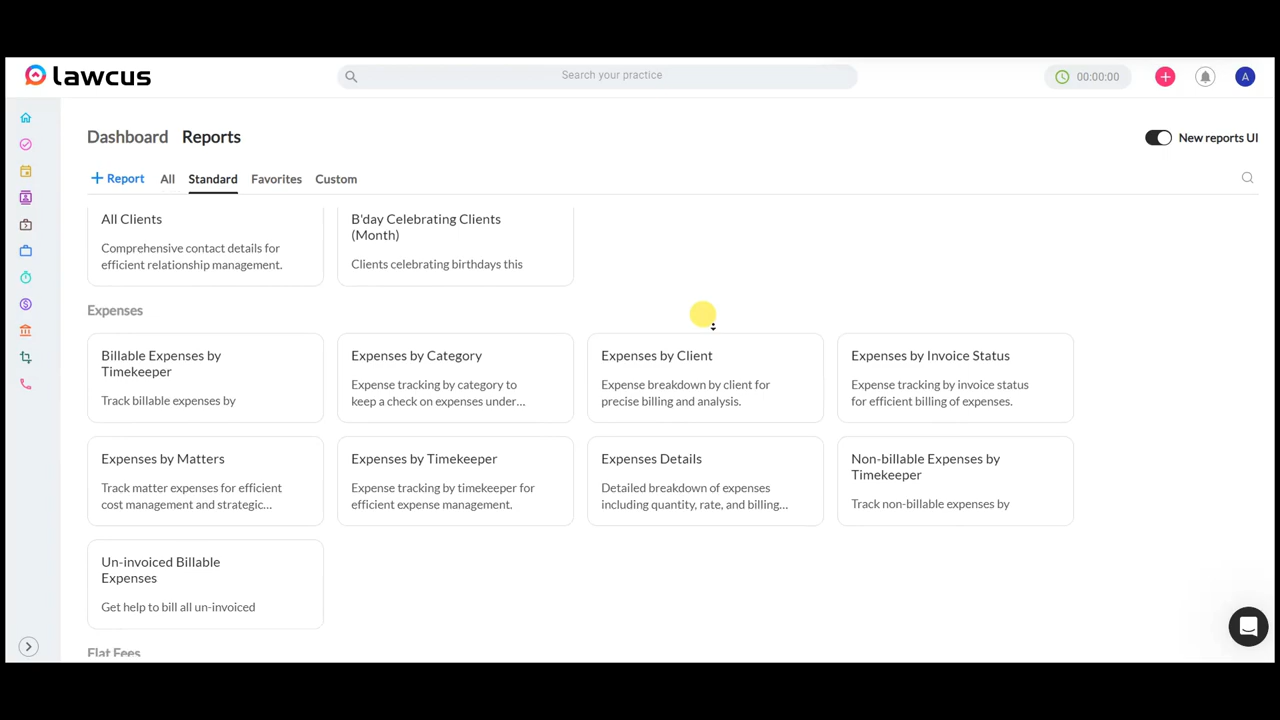 lawcus
Search your practice
00:00:00
A
Dashboard Reports
New reports UI
+ Report All Standard Favorites Custom
All Clients
Comprehensive contact details for
efficient relationship management.
B'day Celebrating Clients
(Month)
Clients celebrating birthdays this
Expenses
Billable Expenses by
Timekeeper
Track billable expenses by
Expenses by Category
Expense tracking by category to
keep a check on expenses under...
Expenses by Client
Expense breakdown by client for
precise billing and analysis.
Expenses by Invoice Status
Expense tracking by invoice status
for efficient billing of expenses.
Expenses by Matters
Track matter expenses for efficient
cost management and strategic...
Expenses by Timekeeper
Expense tracking by timekeeper for
efficient expense management.
Expenses Details
Detailed breakdown of expenses
including quantity, rate, and billing...
Non-billable Expenses by
Timekeeper
Track non-billable expenses by
Un-invoiced Billable
Expenses
Get help to bill all un-invoiced
Flat Fees